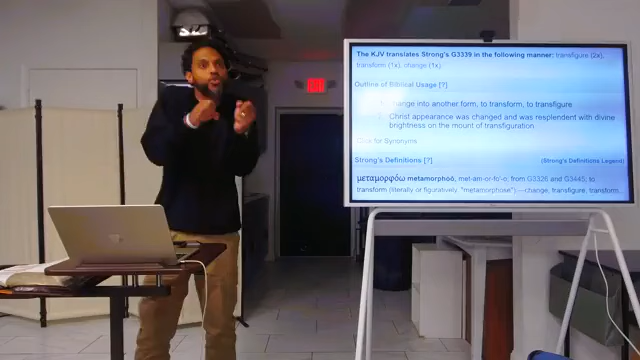 EXIT
The KJV translates Strong's G3339 in the following manner: transfigure (2x),
transform (1x), change (1x).
Outline of Biblical Usage [?]
change into another form, to transform, to transfigure
Christ appearance was changed and was resplendent with divine
brightness on the mount of transfiguration
for Synonyms
Strong's Definitions [?] (Strong's Definitions Legend)
μεταμορφόω metamorphoō, met-am-or-fo'-o; from G3326 and G3445; to
transform (literally or figuratively, "metamorphose"):—change, transfigure, transform.